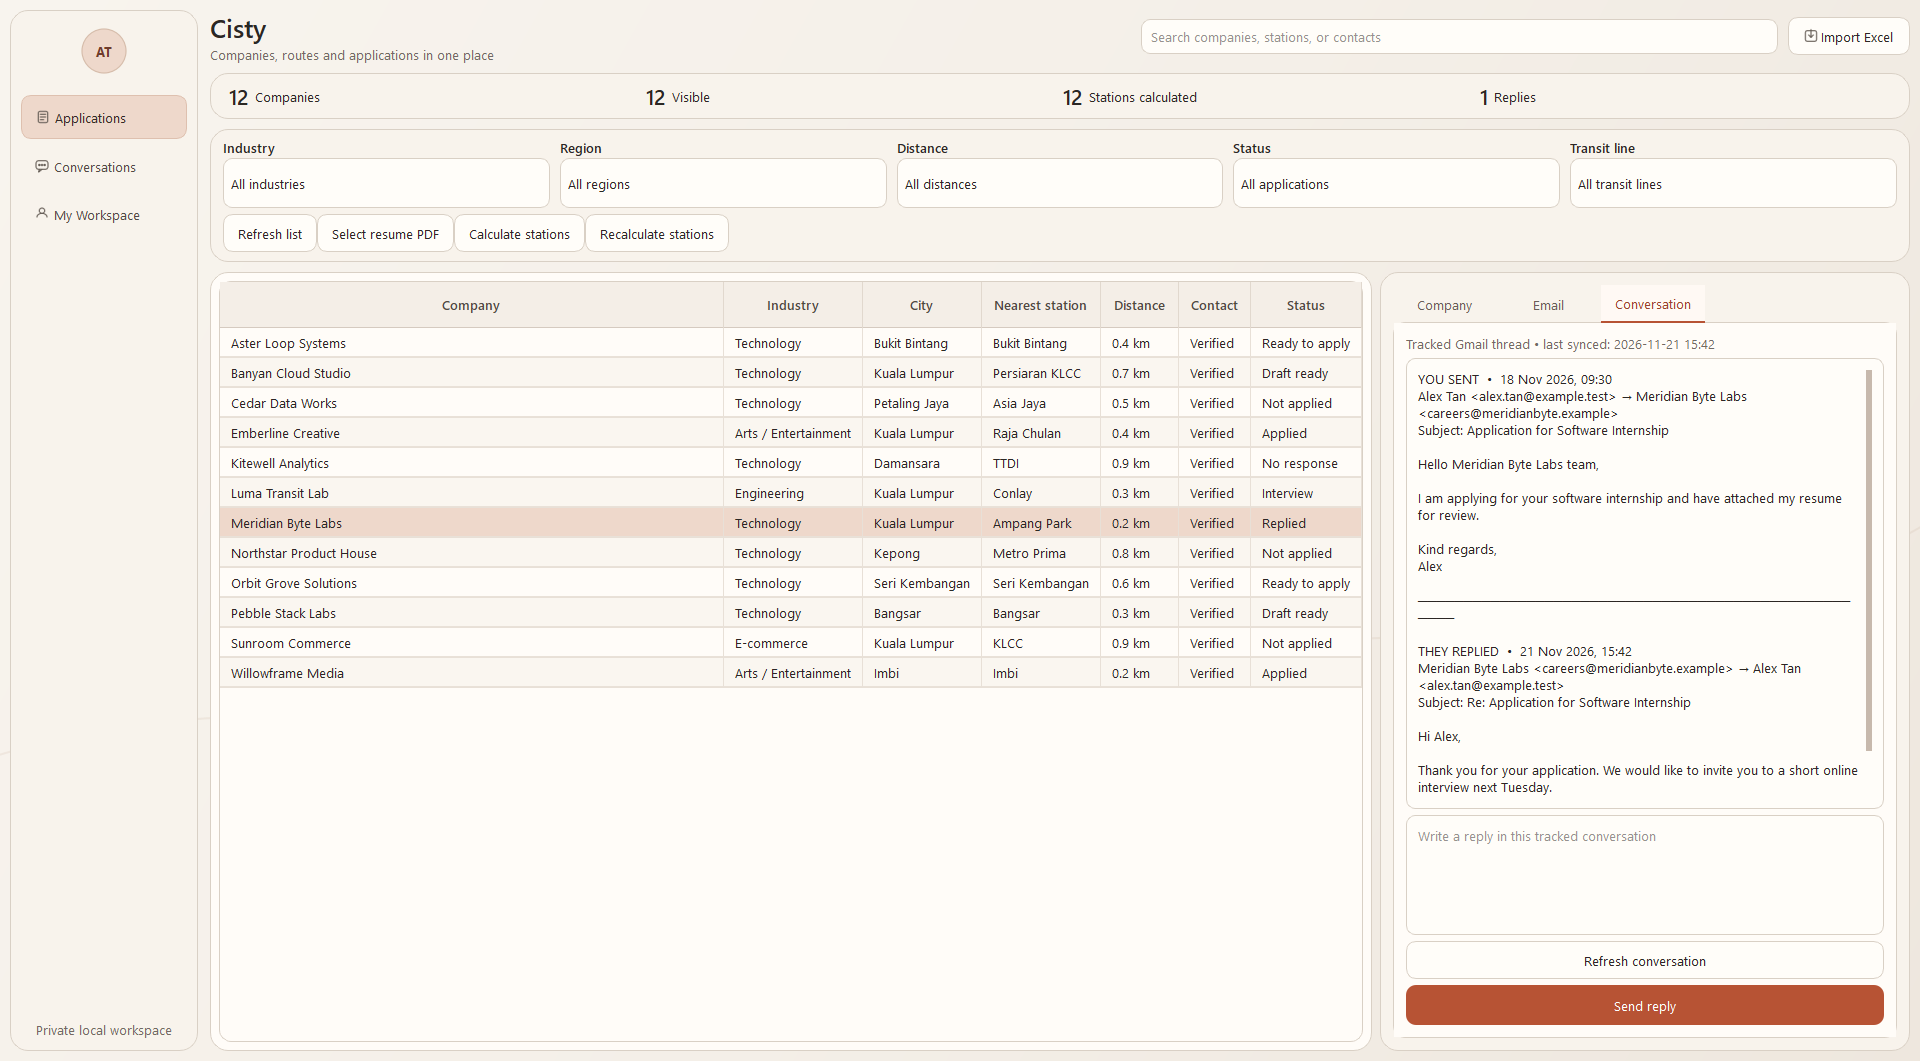 AT
Applications
Conversations
My Workspace
Private local workspace
Cisty
Companies, routes and applications in one place
Search companies, stations, or contacts
Import Excel
12 Companies
12 Visible
12 Stations calculated
1 Replies
Industry
Region
Distance
Status
Transit line
All industries
All regions
All distances
All applications
All transit lines
Refresh list
Select resume PDF
Calculate stations
Recalculate stations
Company Industry City Nearest station Distance Contact Status
Aster Loop Systems Technology Bukit Bintang Bukit Bintang 0.4 km Verified Ready to apply
Banyan Cloud Studio Technology Kuala Lumpur Persiaran KLCC 0.7 km Verified Draft ready
Cedar Data Works Technology Petaling Jaya Asia Jaya 0.5 km Verified Not applied
Emberline Creative Arts / Entertainment Kuala Lumpur Raja Chulan 0.4 km Verified Applied
Kitewell Analytics Technology Damansara TTDI 0.9 km Verified No response
Luma Transit Lab Engineering Kuala Lumpur Conlay 0.3 km Verified Interview
Meridian Byte Labs Technology Kuala Lumpur Ampang Park 0.2 km Verified Replied
Northstar Product House Technology Kepong Metro Prima 0.8 km Verified Not applied
Orbit Grove Solutions Technology Seri Kembangan Seri Kembangan 0.6 km Verified Ready to apply
Pebble Stack Labs Technology Bangsar Bangsar 0.3 km Verified Draft ready
Sunroom Commerce E-commerce Kuala Lumpur KLCC 0.9 km Verified Not applied
Willowframe Media Arts / Entertainment Imbi Imbi 0.2 km Verified Applied
Company
Email
Conversation
Tracked Gmail thread • last synced: 2026-11-21 15:42
YOU SENT • 18 Nov 2026, 09:30
Alex Tan <alex.tan@example.test> → Meridian Byte Labs
<careers@meridianbyte.example>
Subject: Application for Software Internship
Hello Meridian Byte Labs team,
I am applying for your software internship and have attached my resume
for review.
Kind regards,
Alex
THEY REPLIED • 21 Nov 2026, 15:42
Meridian Byte Labs <careers@meridianbyte.example> → Alex Tan
<alex.tan@example.test>
Subject: Re: Application for Software Internship
Hi Alex,
Thank you for your application. We would like to invite you to a short online
interview next Tuesday.
Write a reply in this tracked conversation
Refresh conversation
Send reply